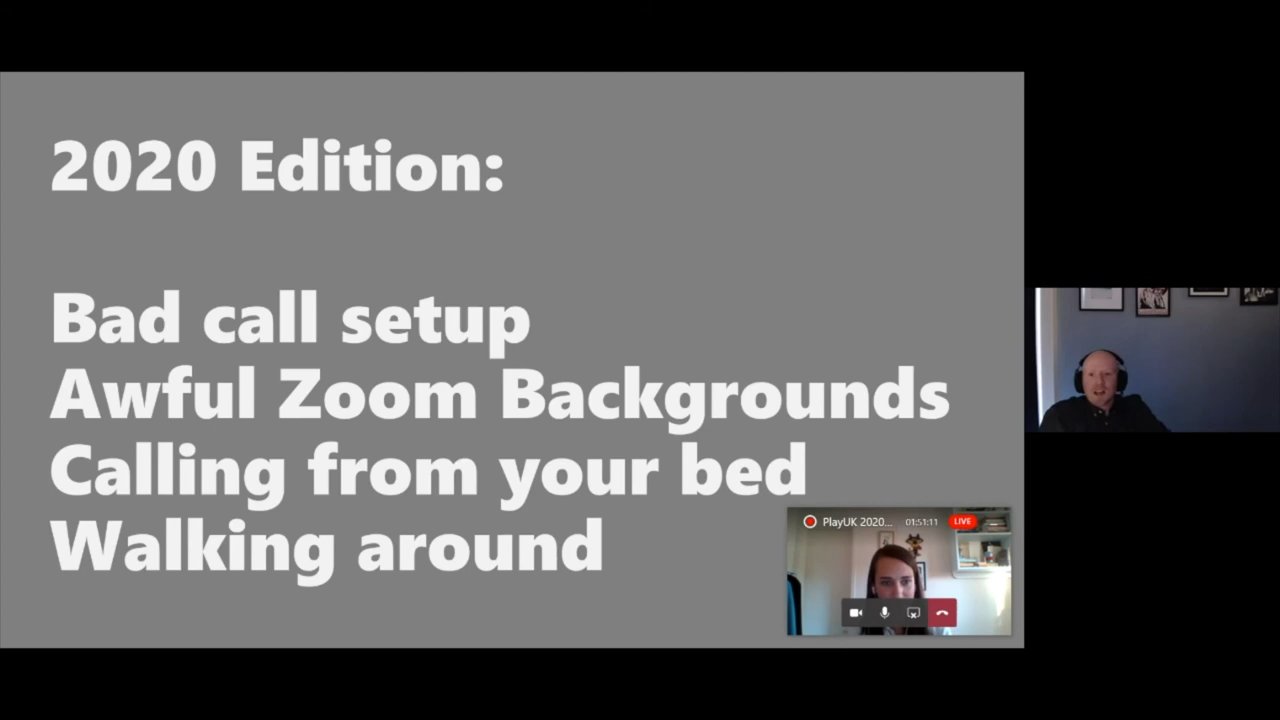 2020 Edition:
Bad call setup
Awful Zoom Backgrounds
Calling from your bed
Walking around
PlayUK 2020... 01:51:11 LIVE